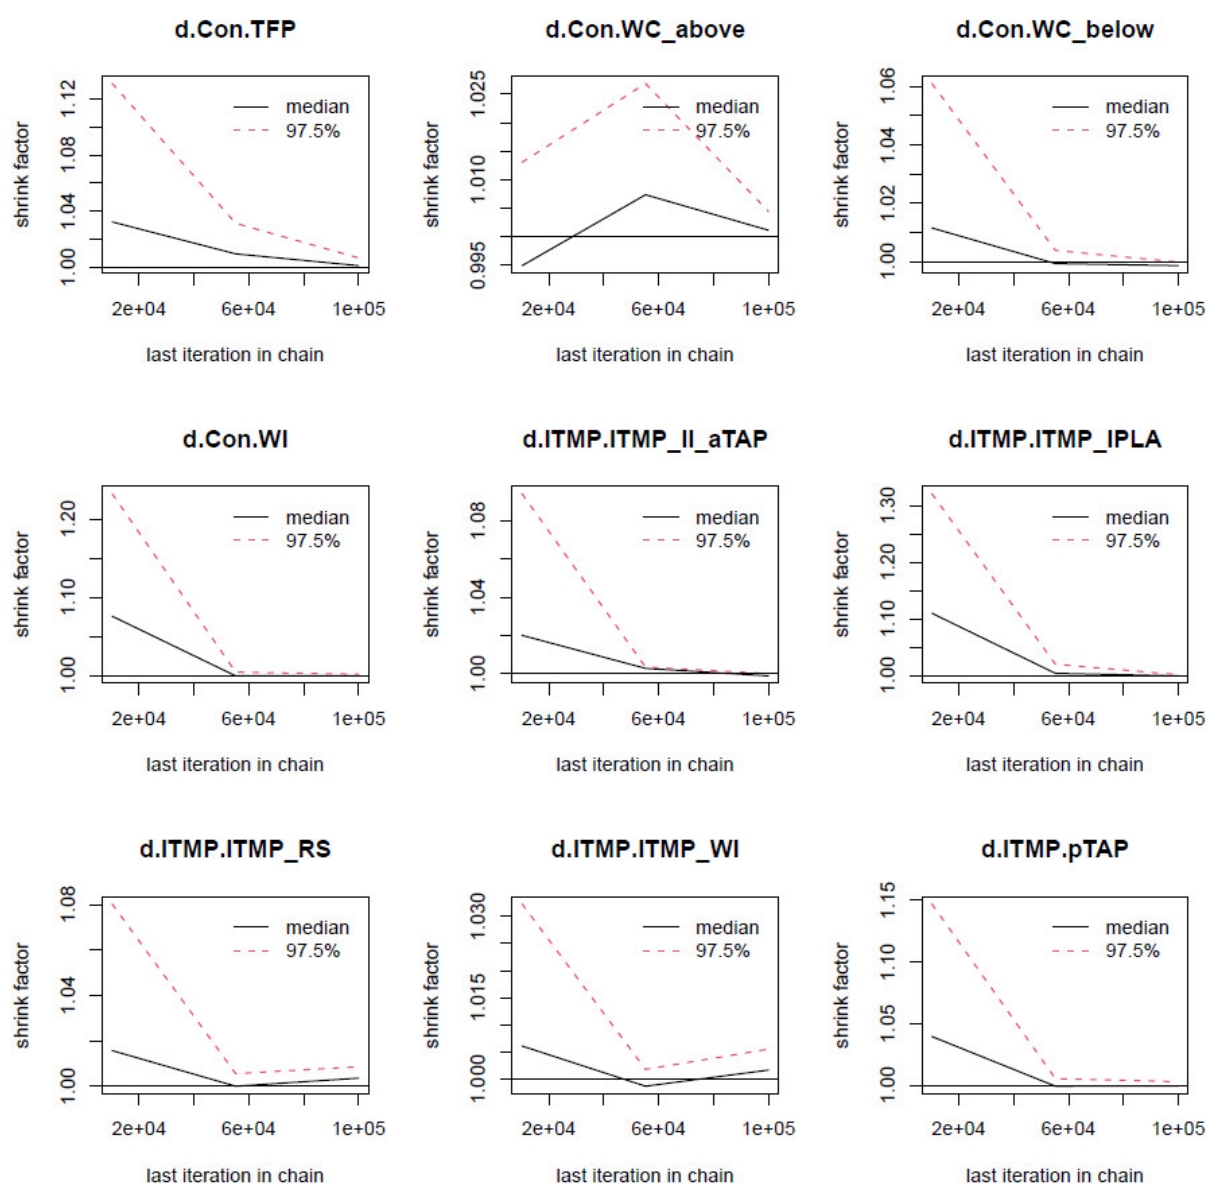 d.Con.TFP
shrink factor
1.00 1.04 1.08 1.12
median
97.5%
2e+04 6e+04 1e+05
last iteration in chain
d.Con.WC_above
shrink factor
0.995 1.010 1.025
median
97.5%
2e+04 6e+04 1e+05
last iteration in chain
d.Con.WC_below
shrink factor
1.00 1.02 1.04 1.06
median
97.5%
2e+04 6e+04 1e+05
last iteration in chain
d.Con.WI
shrink factor
1.00 1.10 1.20
median
97.5%
2e+04 6e+04 1e+05
last iteration in chain
d.ITMP.ITMP_II_aTAP
shrink factor
1.00 1.04 1.08
median
97.5%
2e+04 6e+04 1e+05
last iteration in chain
d.ITMP.ITMP_IPLA
shrink factor
1.00 1.10 1.20 1.30
median
97.5%
2e+04 6e+04 1e+05
last iteration in chain
d.ITMP.ITMP_RS
shrink factor
1.00 1.04 1.08
median
97.5%
2e+04 6e+04 1e+05
last iteration in chain
d.ITMP.ITMP_WI
shrink factor
1.000 1.015 1.030
median
97.5%
2e+04 6e+04 1e+05
last iteration in chain
d.ITMP.pTAP
shrink factor
1.00 1.05 1.10 1.15
median
97.5%
2e+04 6e+04 1e+05
last iteration in chain